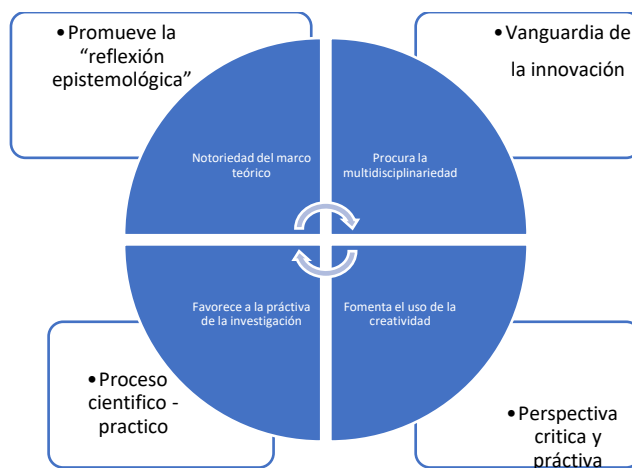 •Promueve la
“reflexión
epistemológica”
•Vanguardia de
la innovación
Notoriedad del marco
teórico
Procura la
multidisciplinariedad
Favorece a la práctiva
de la investigación
Fomenta el uso de la
creatividad
•Proceso
cientifico -
practico
•Perspectiva
critica y
práctiva